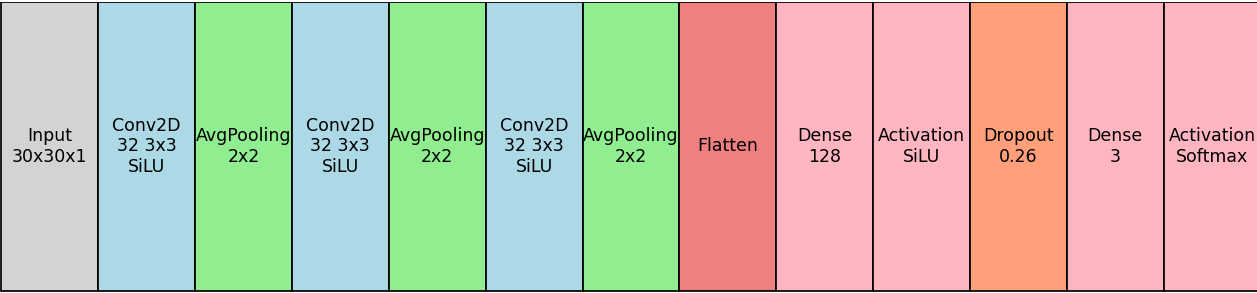 Input
30x30x1
Conv2D
32 3x3
SiLU
AvgPooling
2x2
Conv2D
32 3x3
SiLU
AvgPooling
2x2
Conv2D
32 3x3
SiLU
AvgPooling
2x2
Flatten
Dense
128
Activation
SiLU
Dropout
0.26
Dense
3
Activation
Softmax